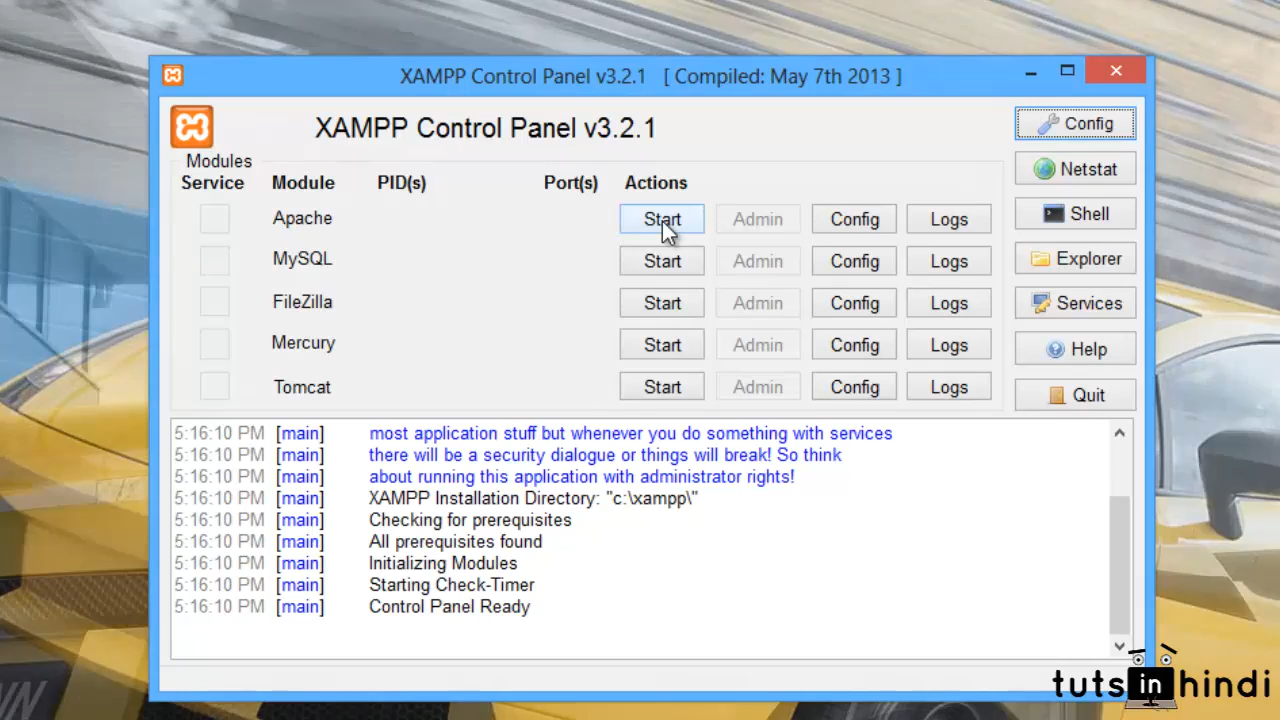 XAMPP Control Panel v3.2.1 [ Compiled: May 7th 2013 ]
XAMPP Control Panel v3.2.1
Config
Modules
Service Module PID(s) Port(s) Actions
Netstat
Apache Start Admin Config Logs
Shell
MySQL Start Admin Config Logs
Explorer
FileZilla Start Admin Config Logs
Services
Mercury Start Admin Config Logs
Help
Tomcat Start Admin Config Logs
Quit
5:16:10 PM [main] most application stuff but whenever you do something with services
5:16:10 PM [main] there will be a security dialogue or things will break! So think
5:16:10 PM [main] about running this application with administrator rights!
5:16:10 PM [main] XAMPP Installation Directory: "c:\xampp\"
5:16:10 PM [main] Checking for prerequisites
5:16:10 PM [main] All prerequisites found
5:16:10 PM [main] Initializing Modules
5:16:10 PM [main] Starting Check-Timer
5:16:10 PM [main] Control Panel Ready
tuts in hindi